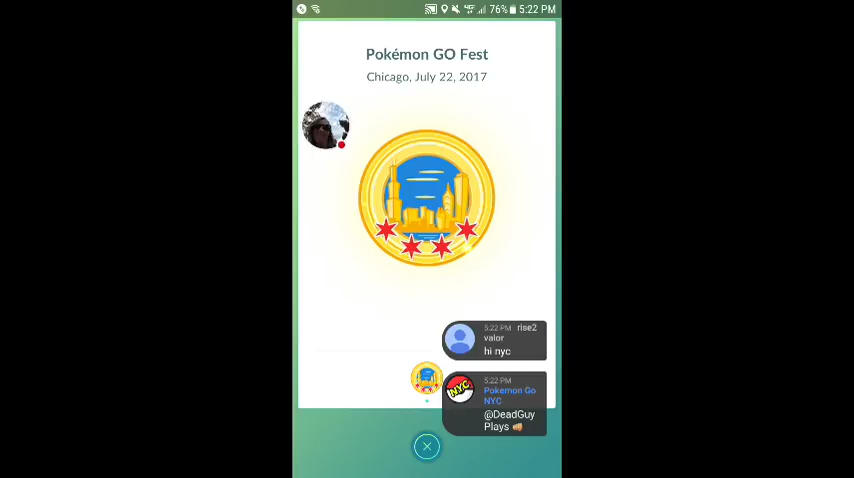 76% 5:22 PM
Pokémon GO Fest
Chicago, July 22, 2017
5:22 PM rise2
valor
hi nyc
NYC
5:22 PM
Pokemon Go
NYC
@DeadGuy
Plays 👊🏼